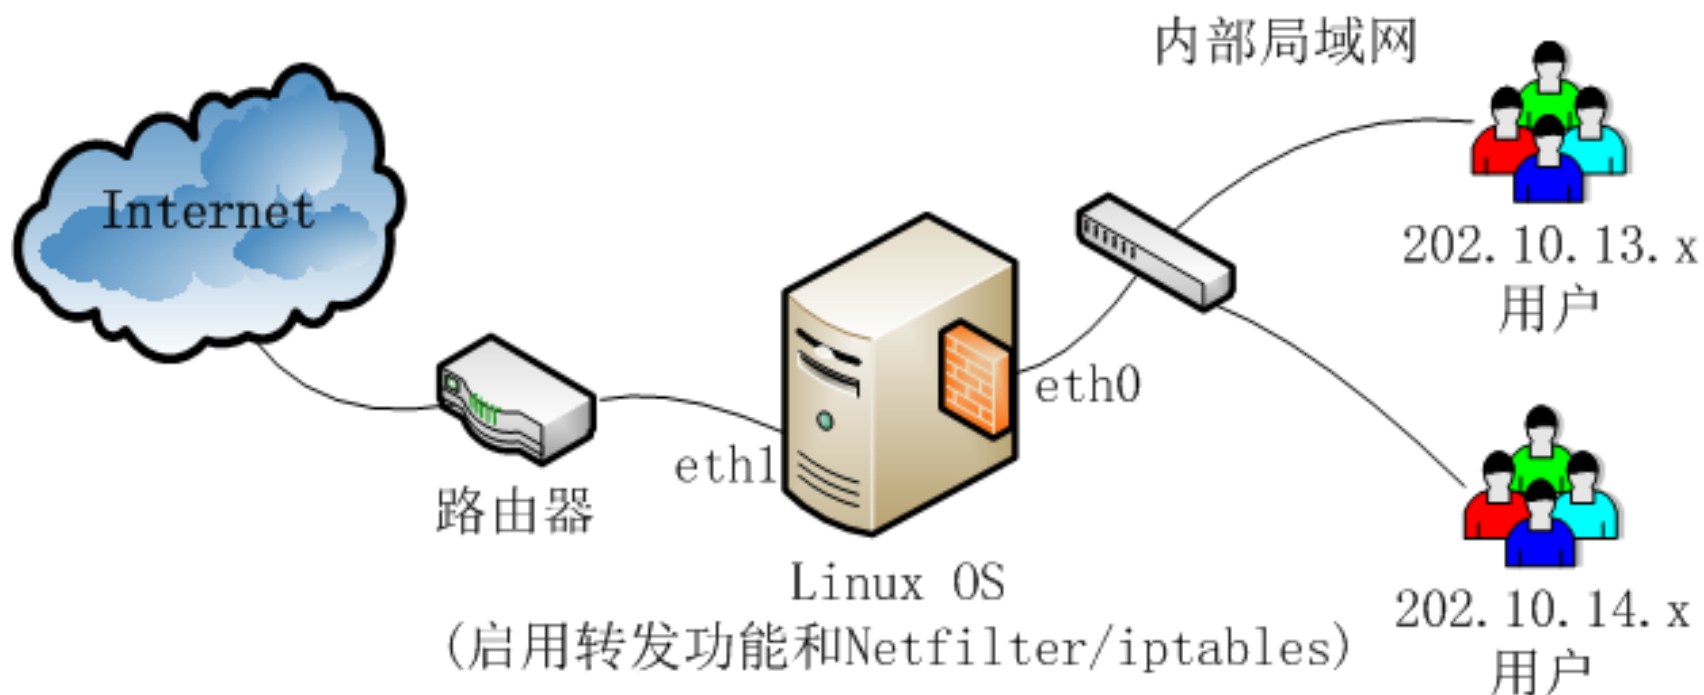 内部局域网
Internet
202.10.13.x
用户
eth0
eth1
路由器
Linux OS
(启用转发功能和Netfilter/iptables)
202.10.14.x
用户